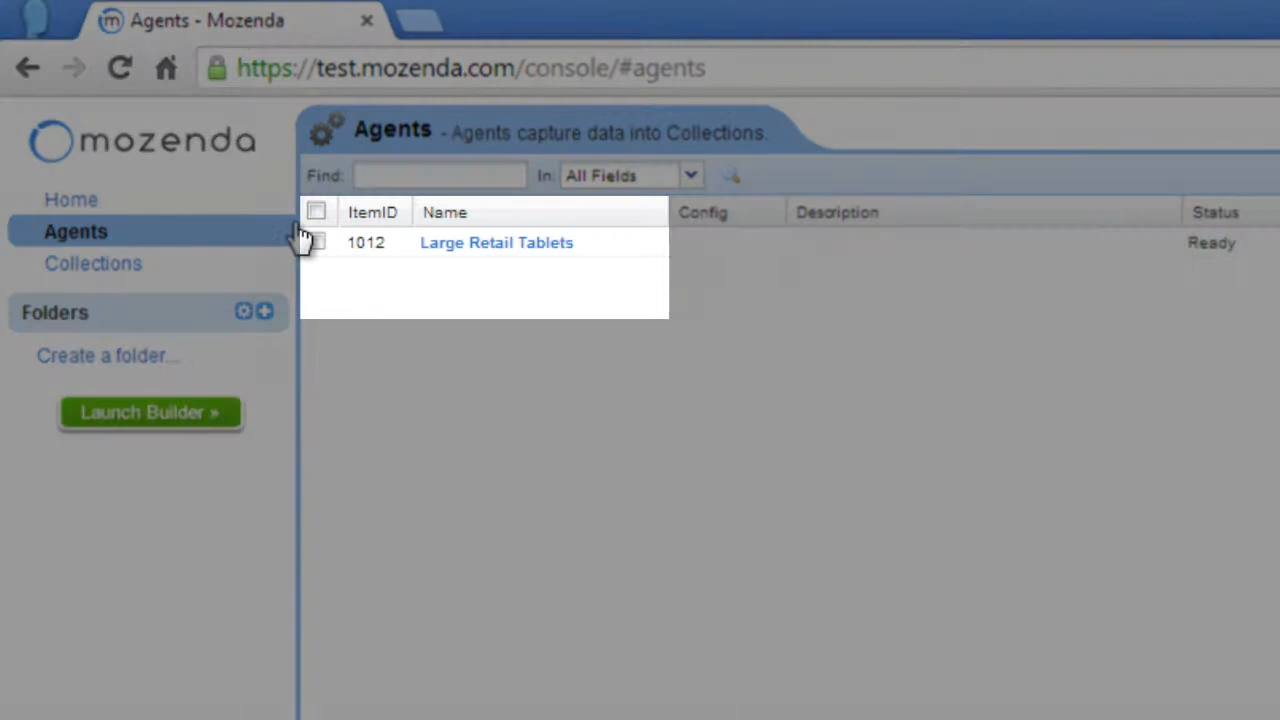 Agents - Mozenda
https://test.mozenda.com/console/#agents
mozenda
Agents - Agents capture data into Collections.
Find: In: All Fields
Home
Agents
Collections
Folders
Create a folder...
Launch Builder »
ItemID Name Config Description Status
1012 Large Retail Tablets Ready